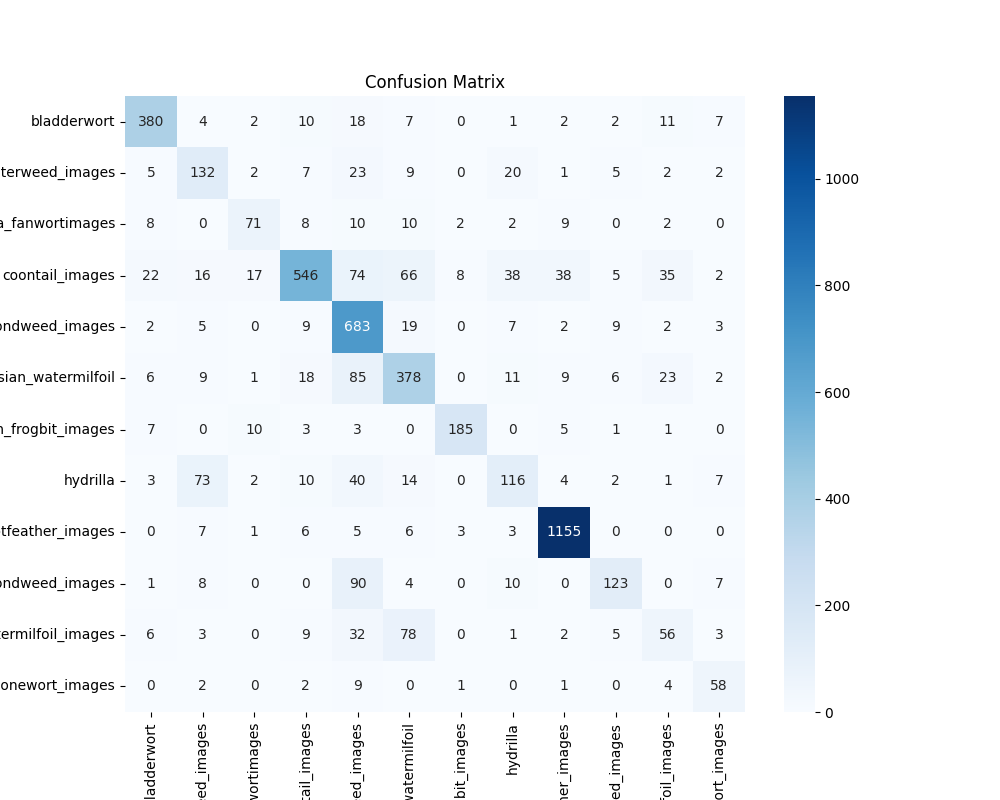 Confusion Matrix
bladderwort 380 4 2 10 18 7 0 1 2 2 11 7
terweed_images 5 132 2 7 23 9 0 20 1 5 2 2
a_fanwortimages 8 0 71 8 10 10 2 2 9 0 2 0
coontail_images 22 16 17 546 74 66 8 38 38 5 35 2
ondweed_images 2 5 0 9 683 19 0 7 2 9 2 3
sian_watermilfoil 6 9 1 18 85 378 0 11 9 6 23 2
n_frogbit_images 7 0 10 3 3 0 185 0 5 1 1 0
hydrilla 3 73 2 10 40 14 0 116 4 2 1 7
tfeather_images 0 7 1 6 5 6 3 3 1155 0 0 0
ondweed_images 1 8 0 0 90 4 0 10 0 123 0 7
termilfoil_images 6 3 0 9 32 78 0 1 2 5 56 3
onewort_images 0 2 0 2 9 0 1 0 1 0 4 58
ladderwort
ed_images
wortimages
tail_images
eed_images
watermilfoil
bit_images
hydrilla
her_images
ed_images
foil_images
ort_images
1000
800
600
400
200
0